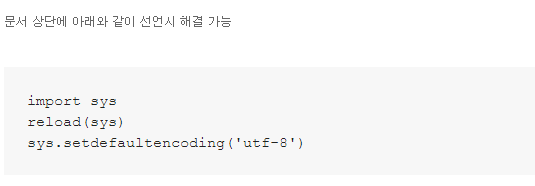 문서 상단에 아래와 같이 선언시 해결 가능
import sys
reload(sys)
sys.setdefaultencoding('utf-8')